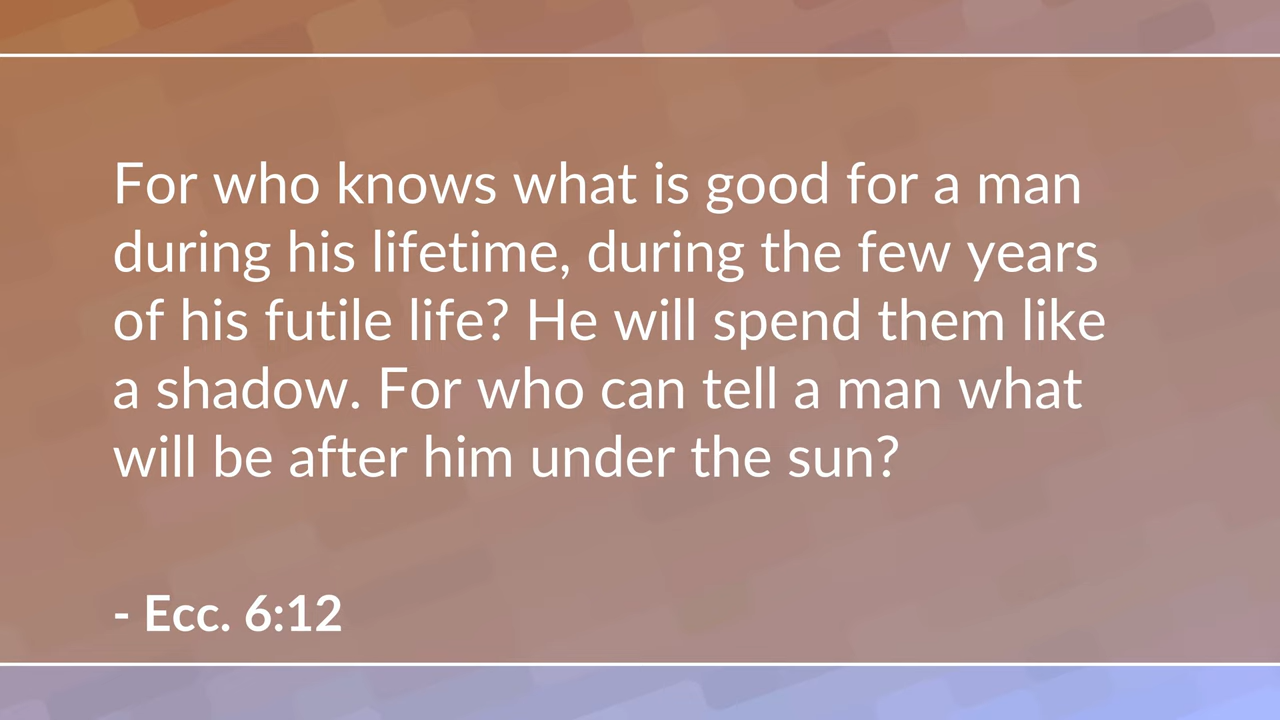 For who knows what is good for a man
during his lifetime, during the few years
of his futile life? He will spend them like
a shadow. For who can tell a man what
will be after him under the sun?
- Ecc. 6:12